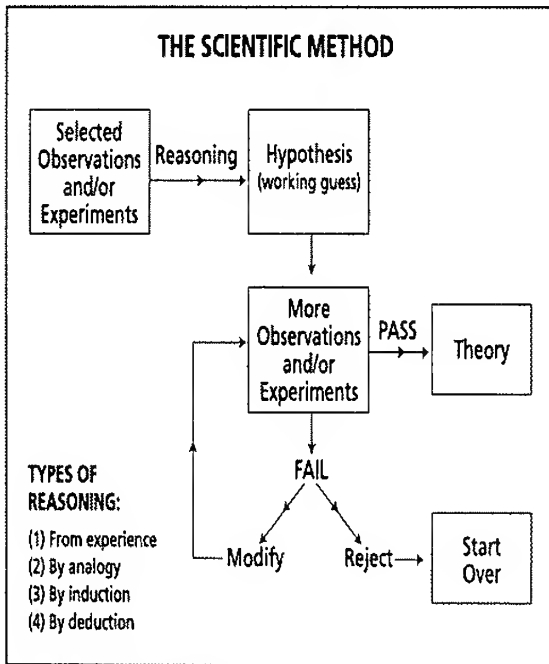 THE SCIENTIFIC METHOD
Selected
Observations
and/or
Experiments
Reasoning
Hypothesis
(working guess)
More
Observations
and/or
Experiments
PASS
Theory
FAIL
Modify
Reject
Start
Over
TYPES OF
REASONING:
(1) From experience
(2) By analogy
(3) By induction
(4) By deduction